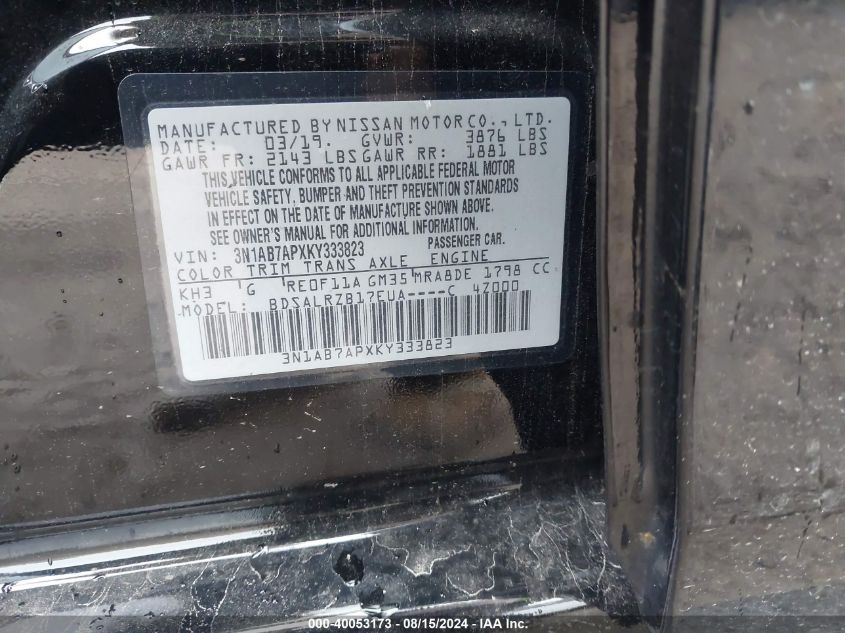 MANUFACTURED BY NISSAN MOTOR CO., LTD.
DATE: 03/19. GVWR: 3876 LBS
GAWR FR: 2143 LBS GAWR RR: 1881 LBS
THIS VEHICLE CONFORMS TO ALL APPLICABLE FEDERAL MOTOR
VEHICLE SAFETY, BUMPER AND THEFT PREVENTION STANDARDS
IN EFFECT ON THE DATE OF MANUFACTURE SHOWN ABOVE.
SEE OWNER'S MANUAL FOR ADDITIONAL INFORMATION.
VIN: 3N1AB7APXKY333823 PASSENGER CAR.
COLOR TRIM TRANS AXLE ENGINE
KH3 G RE0F11A GM35 MRA8DE 1798 CC
MODEL: BDSALRZB17EUA----C 4Z000
3N1AB7APXKY333823
000-40053173 - 08/15/2024 - IAA Inc.